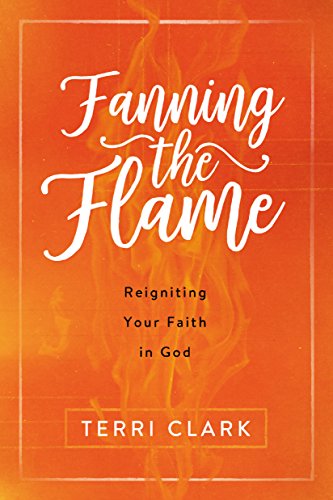 Fanning
the
Flame
Reigniting
Your Faith
in God
TERRI CLARK